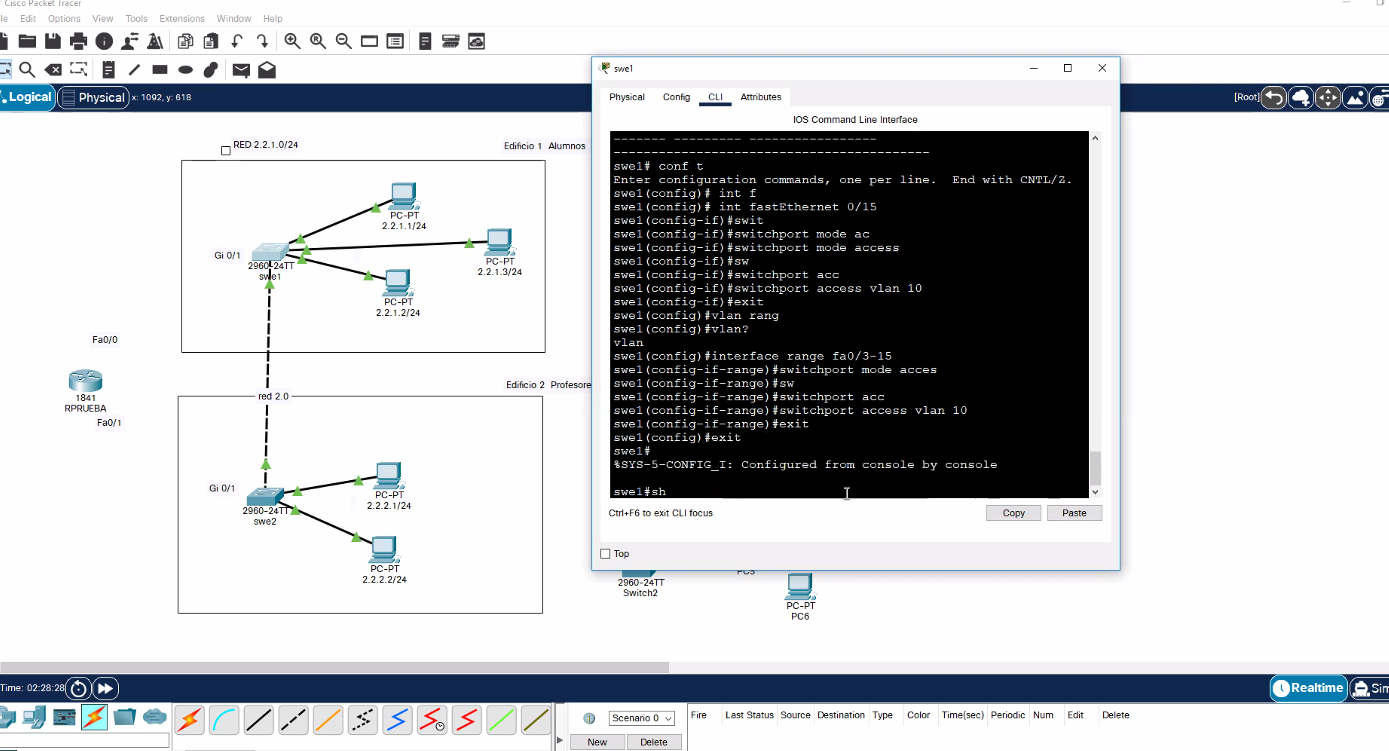 Cisco Packet Tracer
le Edit Options View Tools Extensions Window Help
Logical Physical x: 1092, y: 618
[Root]
RED 2.2.1.0/24
Edificio 1 Alumnos
PC-PT
2.2.1.1/24
Gi 0/1
2960-24TT
swe1
PC-PT
2.2.1.3/24
PC-PT
2.2.1.2/24
Fa0/0
1841
RPRUEBA
Fa0/1
Edificio 2 Profesore
red 2.0
Gi 0/1
2960-24TT
swe2
PC-PT
2.2.2.1/24
PC-PT
2.2.2.2/24
swe1
Physical Config CLI Attributes
IOS Command Line Interface
------- --------- -----------------
------------------------------------------
swe1# conf t
Enter configuration commands, one per line. End with CNTL/Z.
swe1(config)# int f
swe1(config)# int fastEthernet 0/15
swe1(config-if)#swit
swe1(config-if)#switchport mode ac
swe1(config-if)#switchport mode access
swe1(config-if)#sw
swe1(config-if)#switchport acc
swe1(config-if)#switchport access vlan 10
swe1(config-if)#exit
swe1(config)#vlan rang
swe1(config)#vlan?
vlan
swe1(config)#interface range fa0/3-15
swe1(config-if-range)#switchport mode acces
swe1(config-if-range)#sw
swe1(config-if-range)#switchport acc
swe1(config-if-range)#switchport access vlan 10
swe1(config-if-range)#exit
swe1(config)#exit
swe1#
%SYS-5-CONFIG_I: Configured from console by console
swe1#sh
Ctrl+F6 to exit CLI focus
Copy Paste
Top
2960-24TT
Switch2
PC5
PC-PT
PC6
Time: 02:28:28
Realtime Sim
Scenario 0
New Delete
Fire Last Status Source Destination Type Color Time(sec) Periodic Num Edit Delete